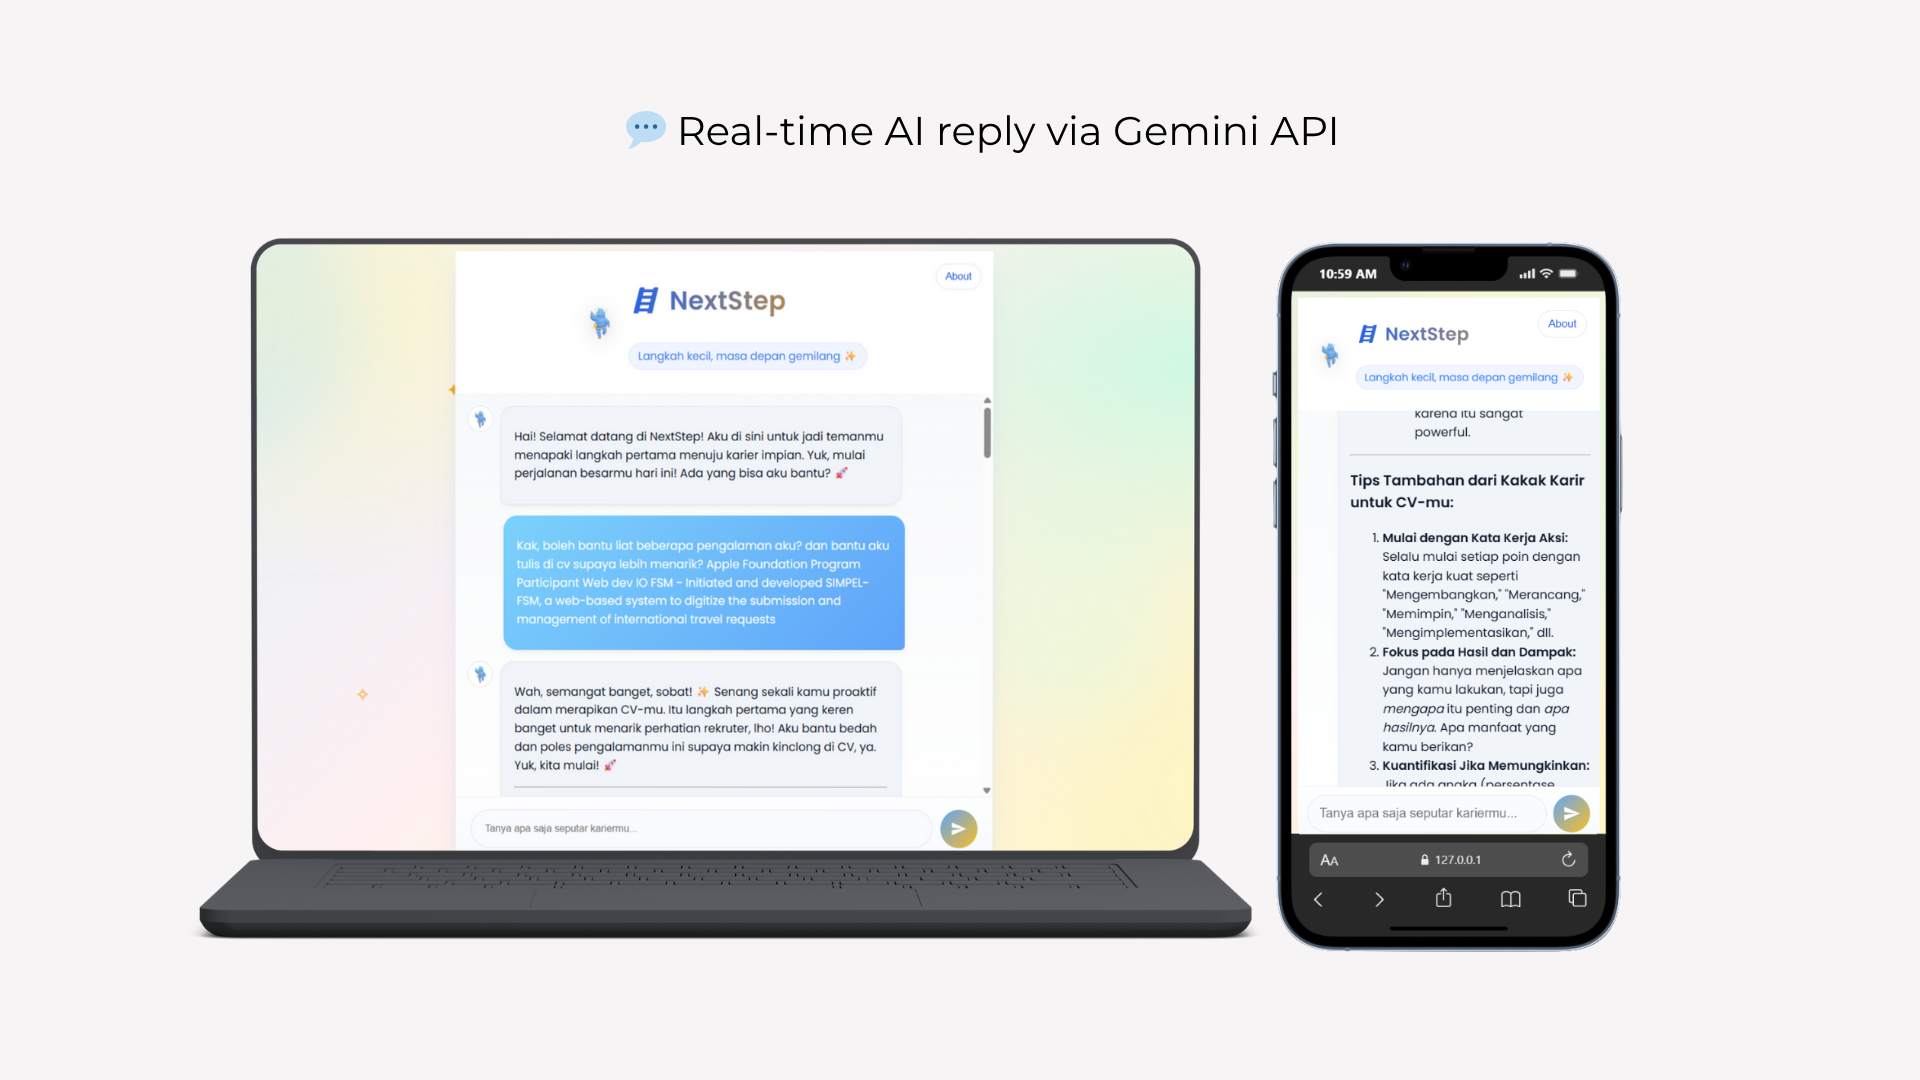 💬 Real-time AI reply via Gemini API
About
NextStep
Langkah kecil, masa depan gemilang ✨
Hai! Selamat datang di NextStep! Aku di sini untuk jadi temanmu
menapaki langkah pertama menuju karier impian. Yuk, mulai
perjalanan besarmu hari ini! Ada yang bisa aku bantu? 🚀
Kak, boleh bantu liat beberapa pengalaman aku? dan bantu aku
tulis di cv supaya lebih menarik? Apple Foundation Program
Participant Web dev IO FSM - Initiated and developed SIMPEL-
FSM, a web-based system to digitize the submission and
management of international travel requests
Wah, semangat banget, sobat! ✨ Senang sekali kamu proaktif
dalam merapikan CV-mu. Itu langkah pertama yang keren
banget untuk menarik perhatian rekruter, lho! Aku bantu bedah
dan poles pengalamanmu ini supaya makin kinclong di CV, ya.
Yuk, kita mulai! 🚀
Tanya apa saja seputar kariermu...
10:59 AM
About
NextStep
Langkah kecil, masa depan gemilang ✨
karena itu sangat
powerful.
Tips Tambahan dari Kakak Karir
untuk CV-mu:
1. Mulai dengan Kata Kerja Aksi:
Selalu mulai setiap poin dengan
kata kerja kuat seperti
"Mengembangkan," "Merancang,"
"Memimpin," "Menganalisis,"
"Mengimplementasikan," dll.
2. Fokus pada Hasil dan Dampak:
Jangan hanya menjelaskan apa
yang kamu lakukan, tapi juga
mengapa itu penting dan apa
hasilnya. Apa manfaat yang
kamu berikan?
3. Kuantifikasi Jika Memungkinkan:
Jika ada angka (persentase,
Tanya apa saja seputar kariermu...
AA
127.0.0.1